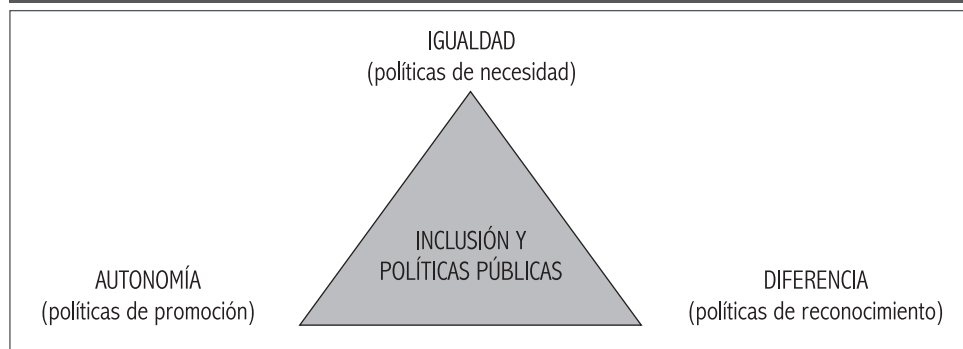 IGUALDAD
(políticas de necesidad)
INCLUSIÓN Y
POLÍTICAS PÚBLICAS
AUTONOMÍA
(políticas de promoción)
DIFERENCIA
(políticas de reconocimiento)